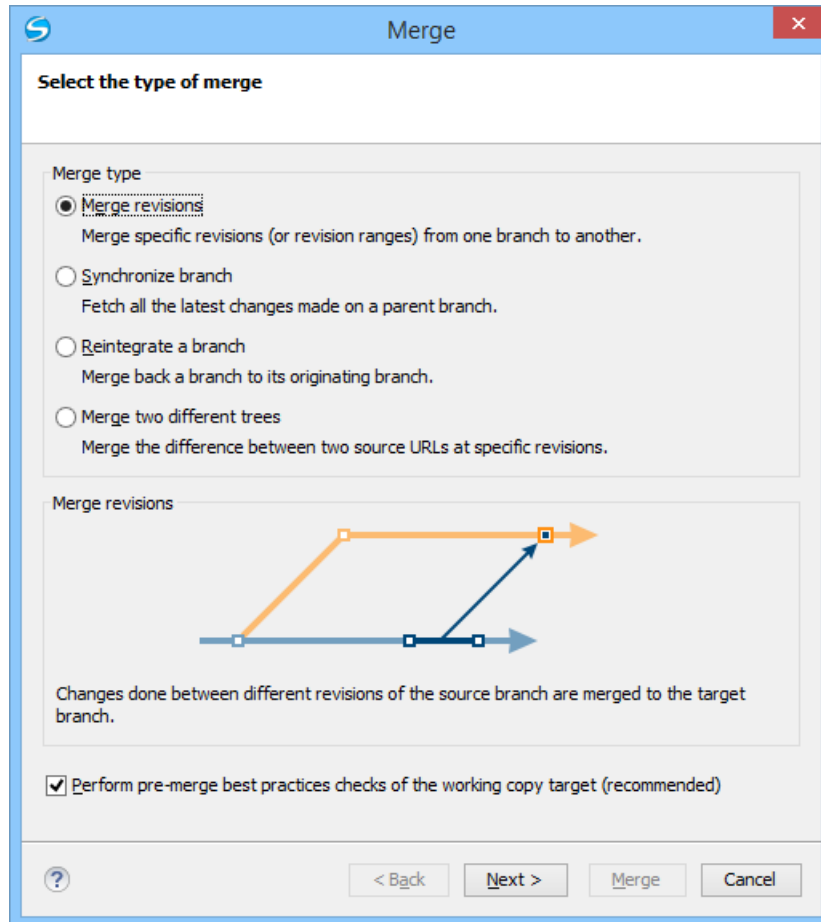 Merge
Select the type of merge
Merge type
Merge revisions
Merge specific revisions (or revision ranges) from one branch to another.
Synchronize branch
Fetch all the latest changes made on a parent branch.
Reintegrate a branch
Merge back a branch to its originating branch.
Merge two different trees
Merge the difference between two source URLs at specific revisions.
Merge revisions
Changes done between different revisions of the source branch are merged to the target
branch.
Perform pre-merge best practices checks of the working copy target (recommended)
? < Back Next > Merge Cancel